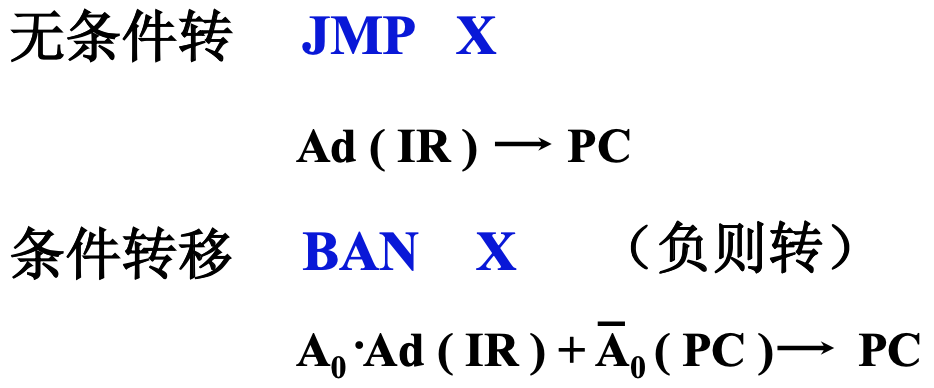 无条件转 JMP X
Ad ( IR ) → PC
条件转移 BAN X （负则转）
A₀·Ad ( IR ) + A̅₀ ( PC ) → PC